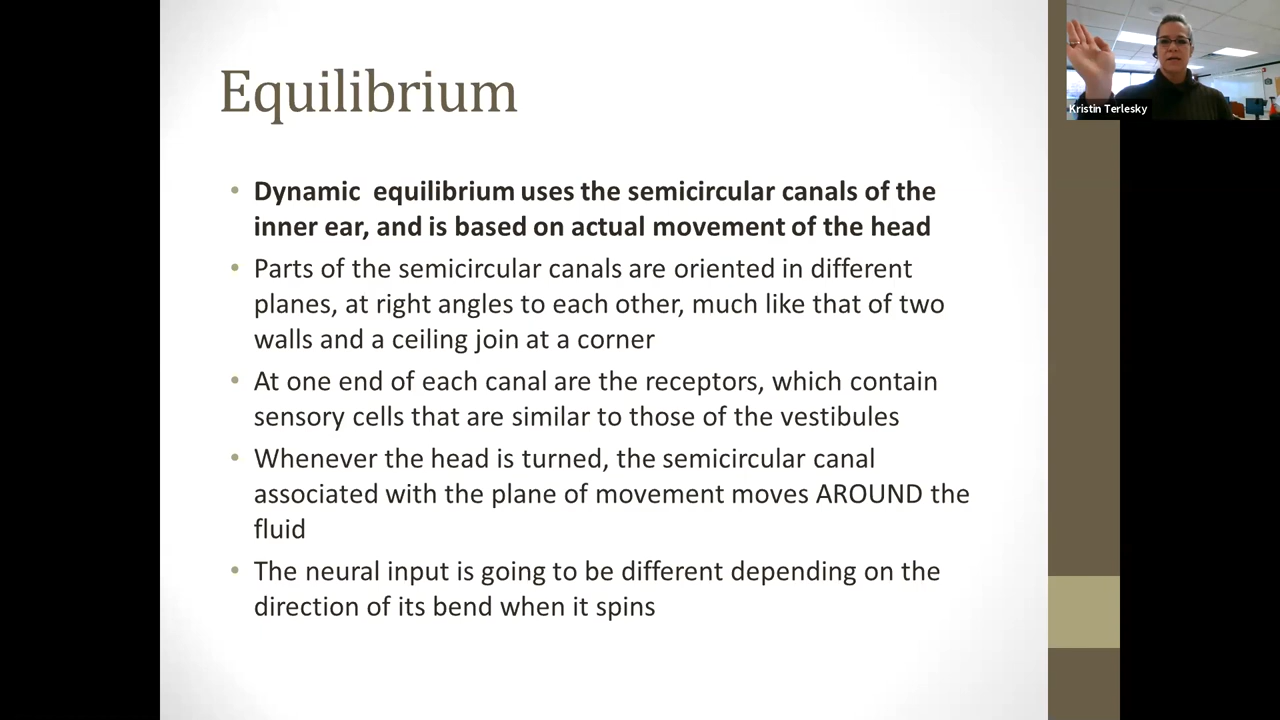 Equilibrium
Kristin Terlesky
• Dynamic equilibrium uses the semicircular canals of the
inner ear, and is based on actual movement of the head
• Parts of the semicircular canals are oriented in different
planes, at right angles to each other, much like that of two
walls and a ceiling join at a corner
• At one end of each canal are the receptors, which contain
sensory cells that are similar to those of the vestibules
• Whenever the head is turned, the semicircular canal
associated with the plane of movement moves AROUND the
fluid
• The neural input is going to be different depending on the
direction of its bend when it spins